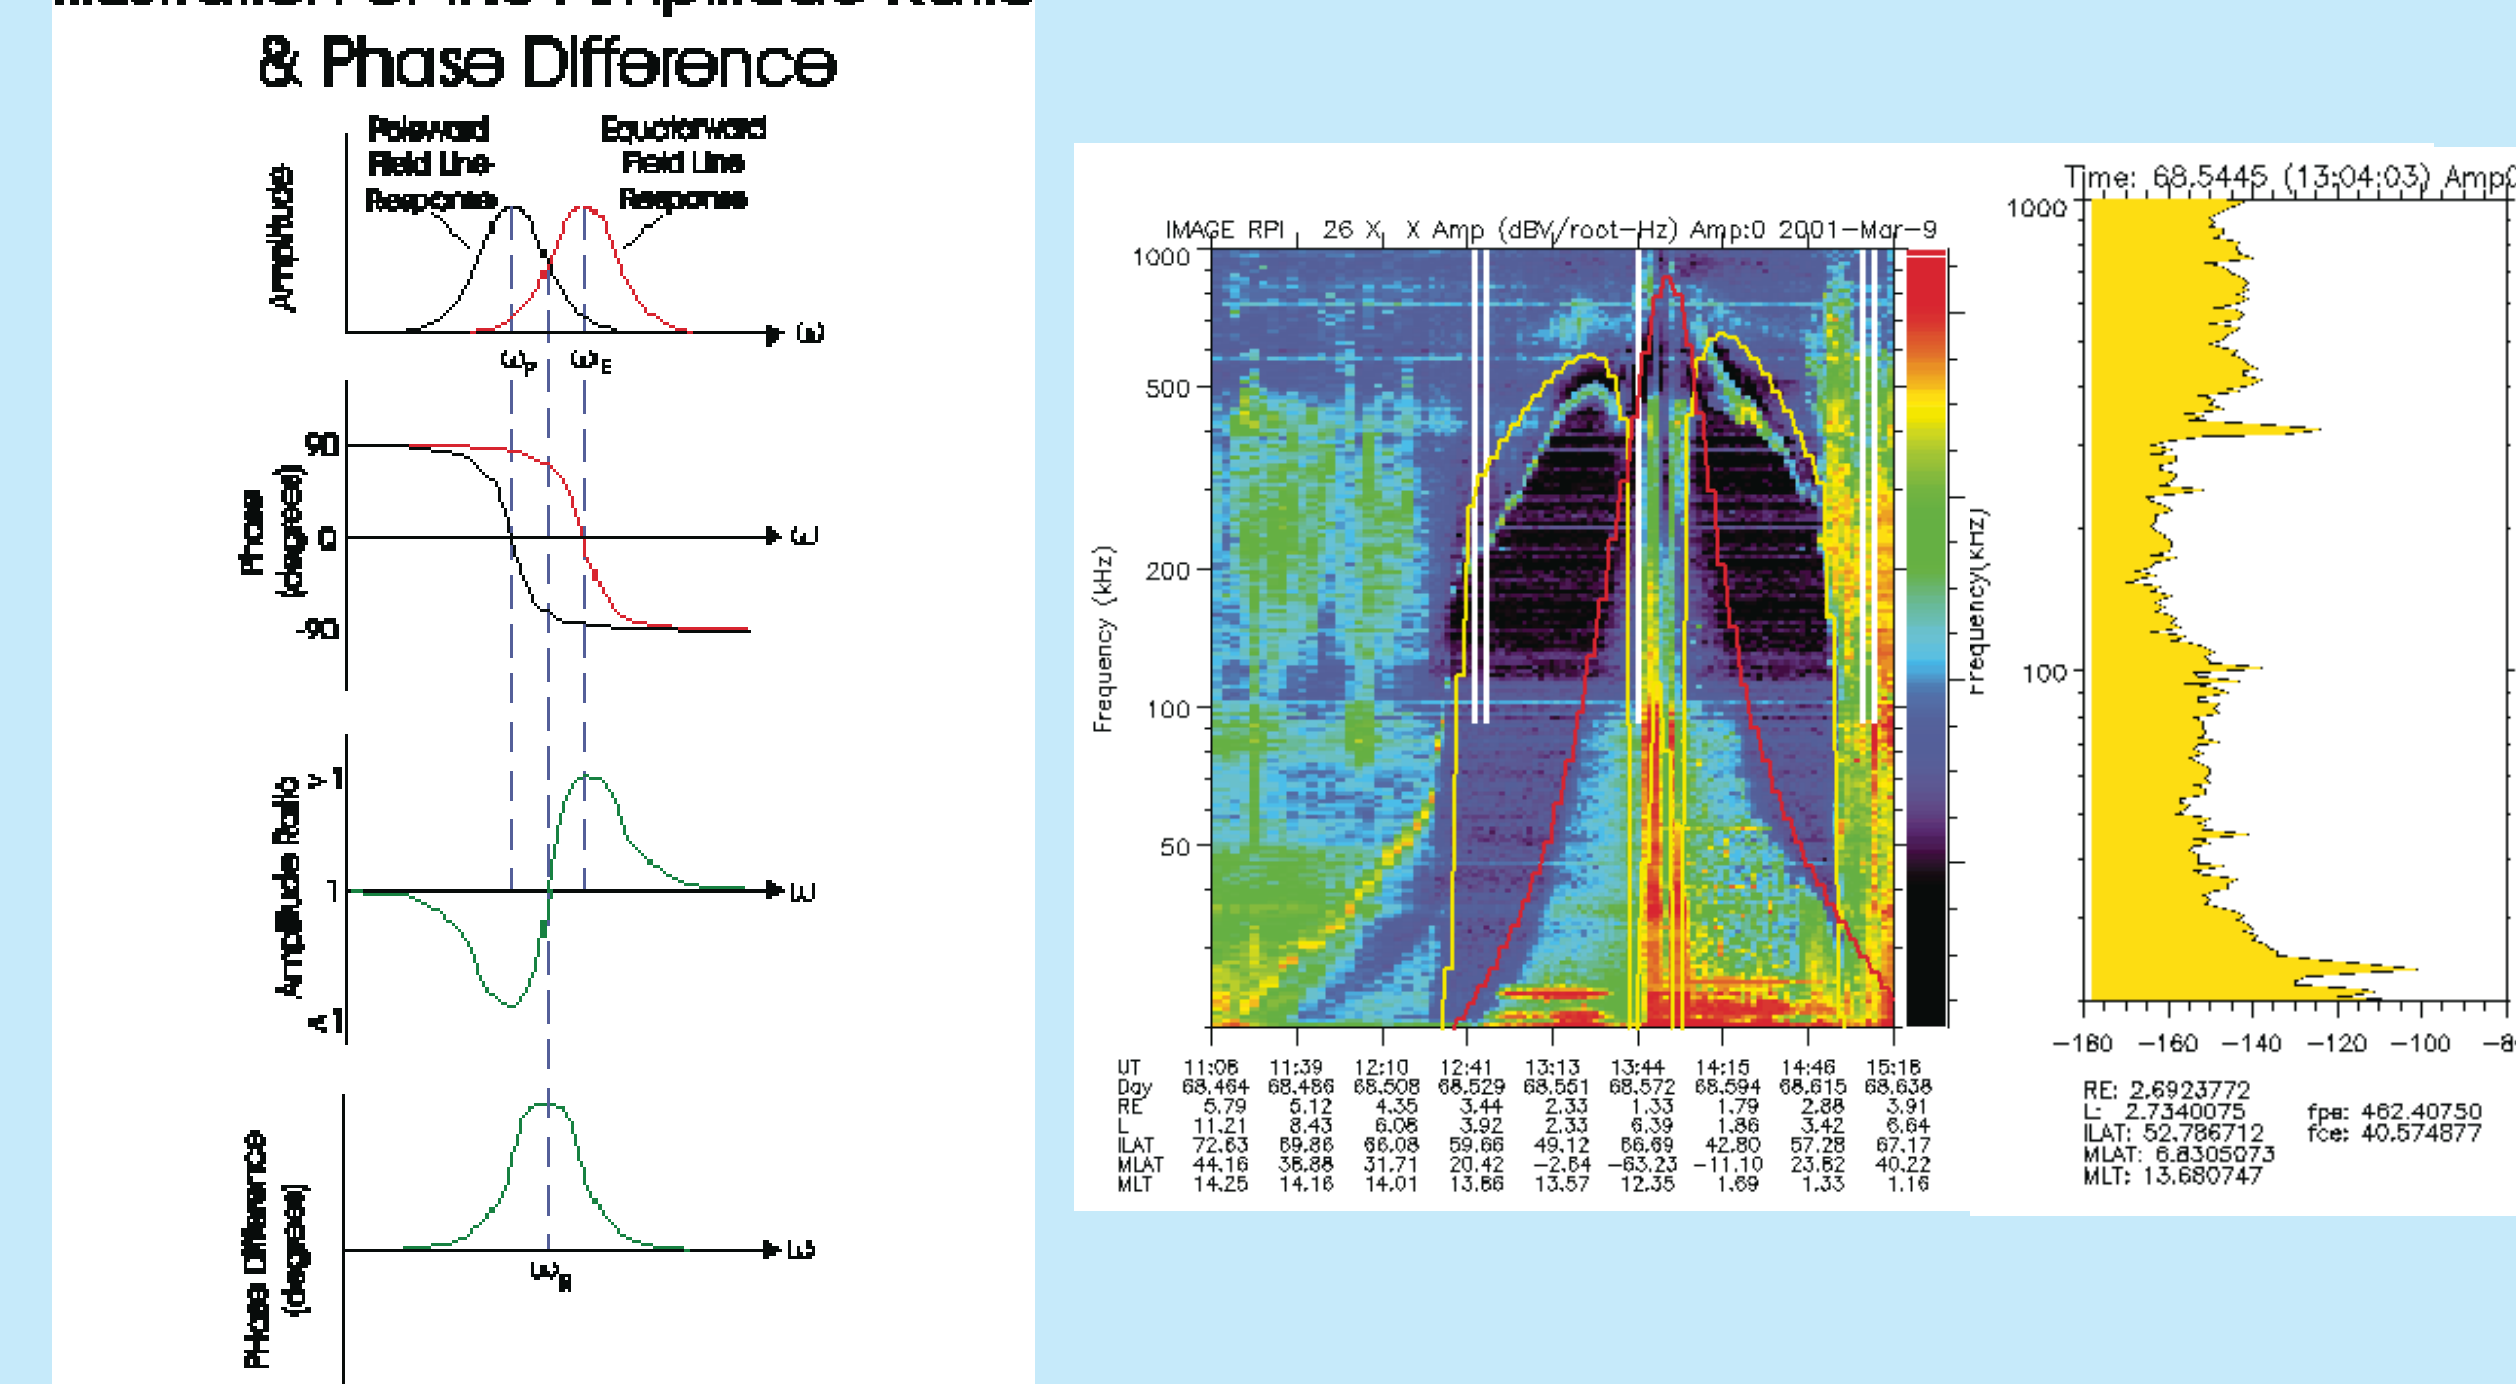 & Phase Difference
Poleward
Field Line
Response
Equatorward
Field Line
Response
Amplitude
ω
ωP
ωE
Phase
(degrees)
90
0
-90
ω
Amplitude Ratio
>1
1
<1
ω
Phase Difference
(degrees)
ω
ωR
IMAGE RPI 26 X X Amp (dBV/root-Hz) Amp:0 2001-Mar-9
Frequency (kHz)
1000
500
200
100
50
UT 11:08 11:39 12:10 12:41 13:13 13:44 14:15 14:46 15:18
Day 68.464 68.486 68.508 68.529 68.551 68.572 68.594 68.615 68.638
RE 5.79 5.12 4.35 3.44 2.33 1.33 1.79 2.88 3.91
L 11.21 8.43 6.08 3.92 2.33 6.39 1.86 3.42 6.64
ILAT 72.63 69.86 66.08 59.66 49.12 66.69 42.80 57.28 67.17
MLAT 44.16 38.88 31.71 20.42 -2.64 -63.23 -11.10 23.82 40.22
MLT 14.25 14.16 14.01 13.86 13.57 12.35 1.69 1.33 1.16
Time: 68.5445 (13:04:03)
Frequency(kHz)
1000
100
-180 -160 -140 -120 -100
RE: 2.6923772
L: 2.7340075
ILAT: 52.786712
MLAT: 6.8305073
MLT: 13.680747
fpe: 462.40750
fce: 40.574877